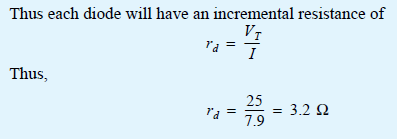 Thus each diode will have an incremental resistance of
r_d = V_T / I
Thus,
r_d = 25 / 7.9 = 3.2 Ω